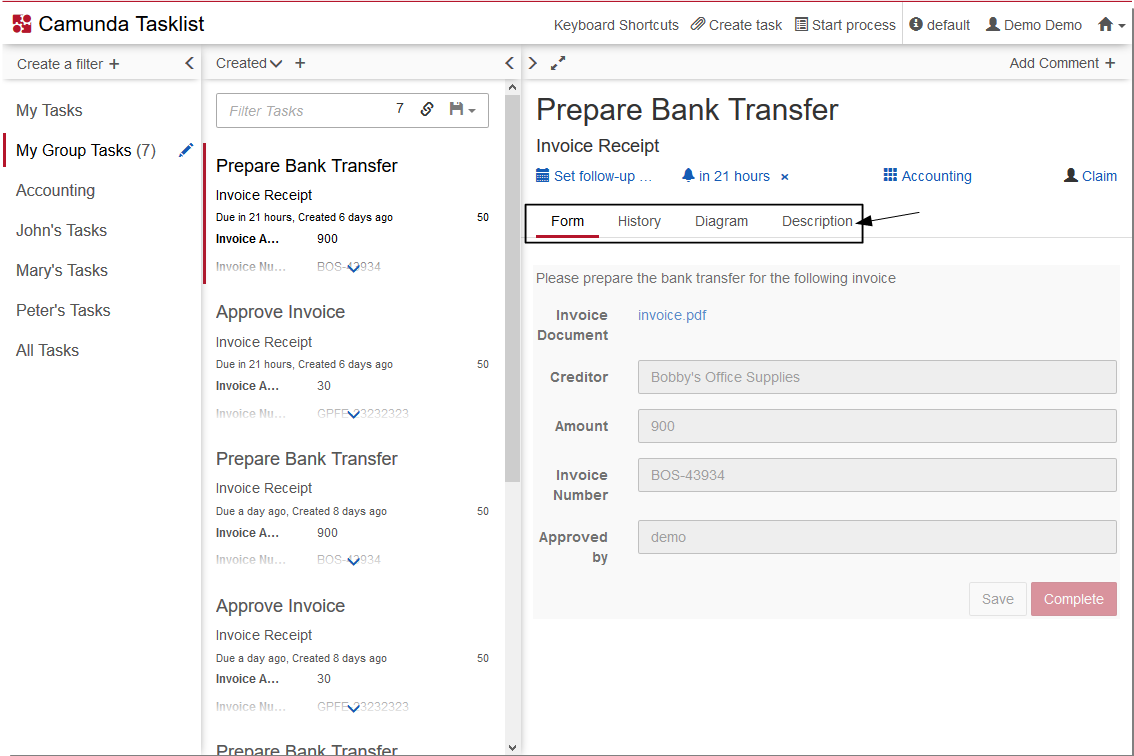 Camunda Tasklist
Keyboard Shortcuts Create task Start process default Demo Demo
Create a filter +
My Tasks
My Group Tasks (7)
Accounting
John's Tasks
Mary's Tasks
Peter's Tasks
All Tasks
Created +
Filter Tasks 7
Prepare Bank Transfer
Invoice Receipt
Due in 21 hours, Created 6 days ago 50
Invoice A... 900
Invoice Nu... BOS-43934
Approve Invoice
Invoice Receipt
Due in 21 hours, Created 6 days ago 50
Invoice A... 30
Invoice Nu... GPFE-23232323
Prepare Bank Transfer
Invoice Receipt
Due a day ago, Created 8 days ago 50
Invoice A... 900
Invoice Nu... BOS-43934
Approve Invoice
Invoice Receipt
Due a day ago, Created 8 days ago 50
Invoice A... 30
Invoice Nu... GPFE-23232323
Prepare Bank Transfer
Add Comment +
Prepare Bank Transfer
Invoice Receipt
Set follow-up ... in 21 hours × Accounting Claim
Form History Diagram Description
Please prepare the bank transfer for the following invoice
Invoice Document invoice.pdf
Creditor Bobby's Office Supplies
Amount 900
Invoice Number BOS-43934
Approved by demo
Save Complete